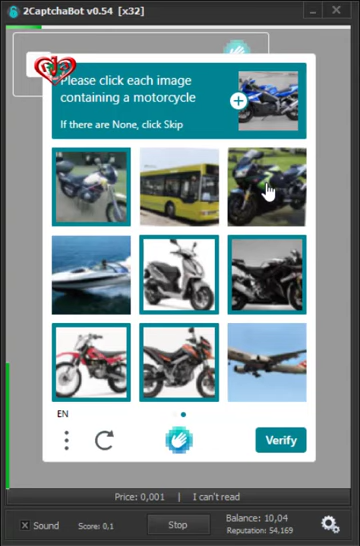 2CaptchaBot v0.54 [x32]
Please click each image
containing a motorcycle
If there are None, click Skip
EN
Verify
Price: 0,001 | I can't read
Sound
Score: 0,1
Stop
Balance: 10,04
Reputation: 54,169